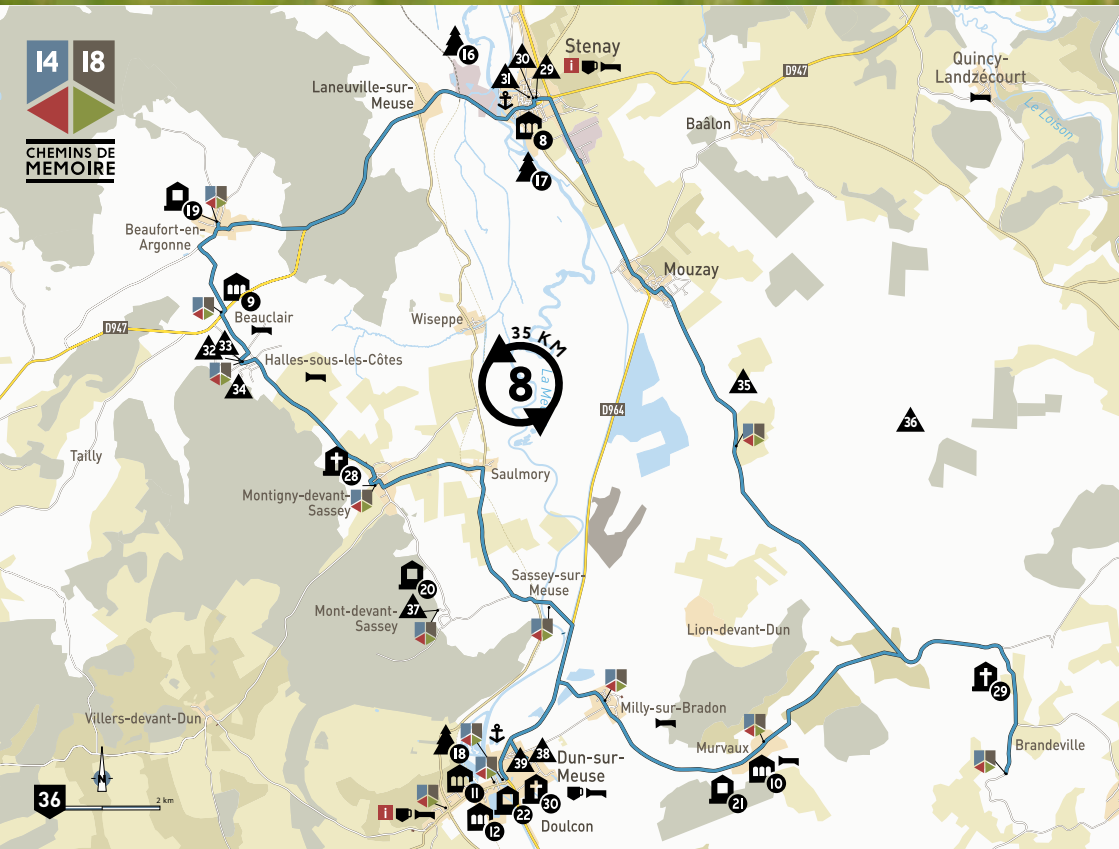 14 18
CHEMINS DE
MEMOIRE
16
30
29
Stenay
i
31
D947
Quincy-
Landzécourt
Le Loison
Laneuville-sur-
Meuse
8
Baâlon
17
19
Beaufort-en-
Argonne
Mouzay
9
Beauclair
D947
Wiseppe
35 KM
8
La Me
32
33
Halles-sous-les-Côtes
34
D964
35
36
Tailly
28
Saulmory
Montigny-devant-
Sassey
20
Sassey-sur-
Meuse
37
Mont-devant-
Sassey
Lion-devant-Dun
29
Villers-devant-Dun
Milly-sur-Bradon
Murvaux
Brandeville
18
38
39
Dun-sur-
Meuse
10
N
11
30
21
36
2 km
i
22
12
Doulcon